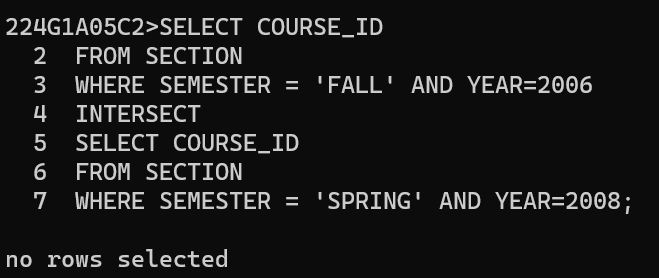 224G1A05C2>SELECT COURSE_ID
2 FROM SECTION
3 WHERE SEMESTER = 'FALL' AND YEAR=2006
4 INTERSECT
5 SELECT COURSE_ID
6 FROM SECTION
7 WHERE SEMESTER = 'SPRING' AND YEAR=2008;
no rows selected